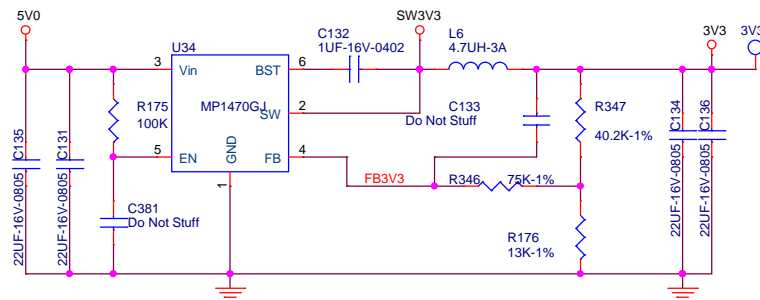 5V0
SW3V3
3V3
3V3
C132
1UF-16V-0402
L6
4.7UH-3A
U34
3
Vin
BST
6
R175
100K
MP1470GJ
SW
2
C133
Do Not Stuff
R347
40.2K-1%
C134
C136
C135
C131
5
EN
GND
FB
4
FB3V3
R346
75K-1%
1
C381
Do Not Stuff
R176
13K-1%
22UF-16V-0805
22UF-16V-0805
22UF-16V-0805
22UF-16V-0805